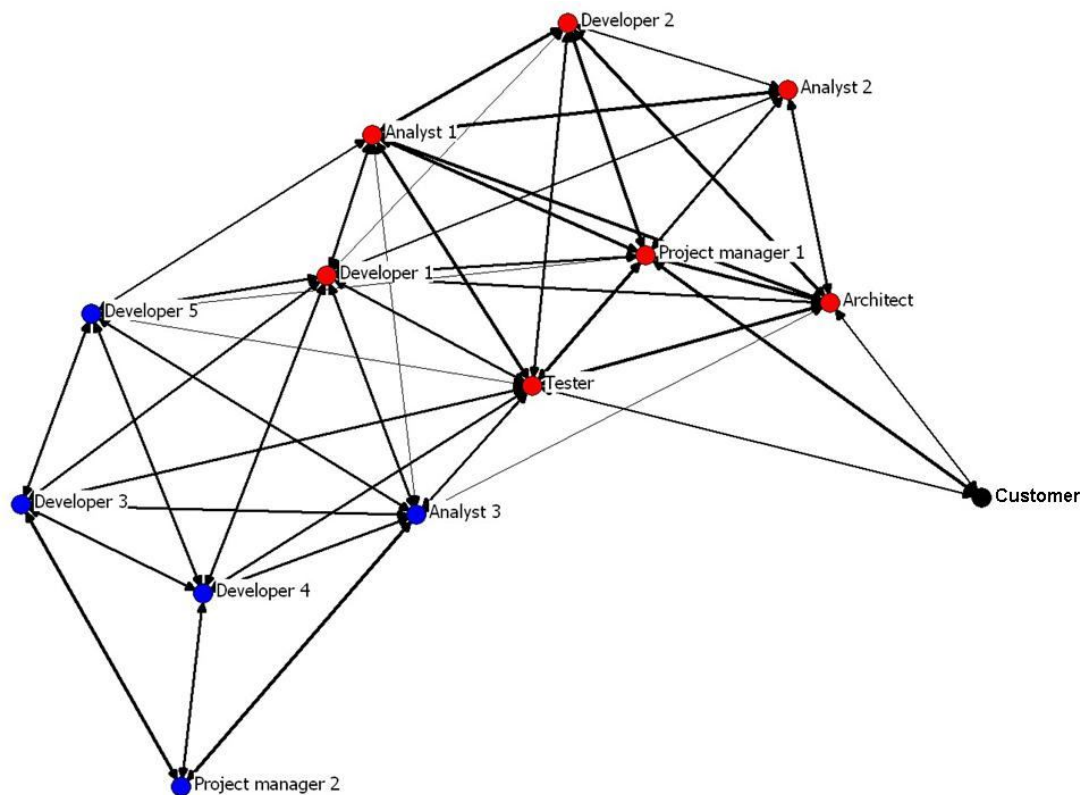 Developer 2
Analyst 2
Analyst 1
Project manager 1
Developer 1
Architect
Developer 5
Tester
Customer
Developer 3
Analyst 3
Developer 4
Project manager 2